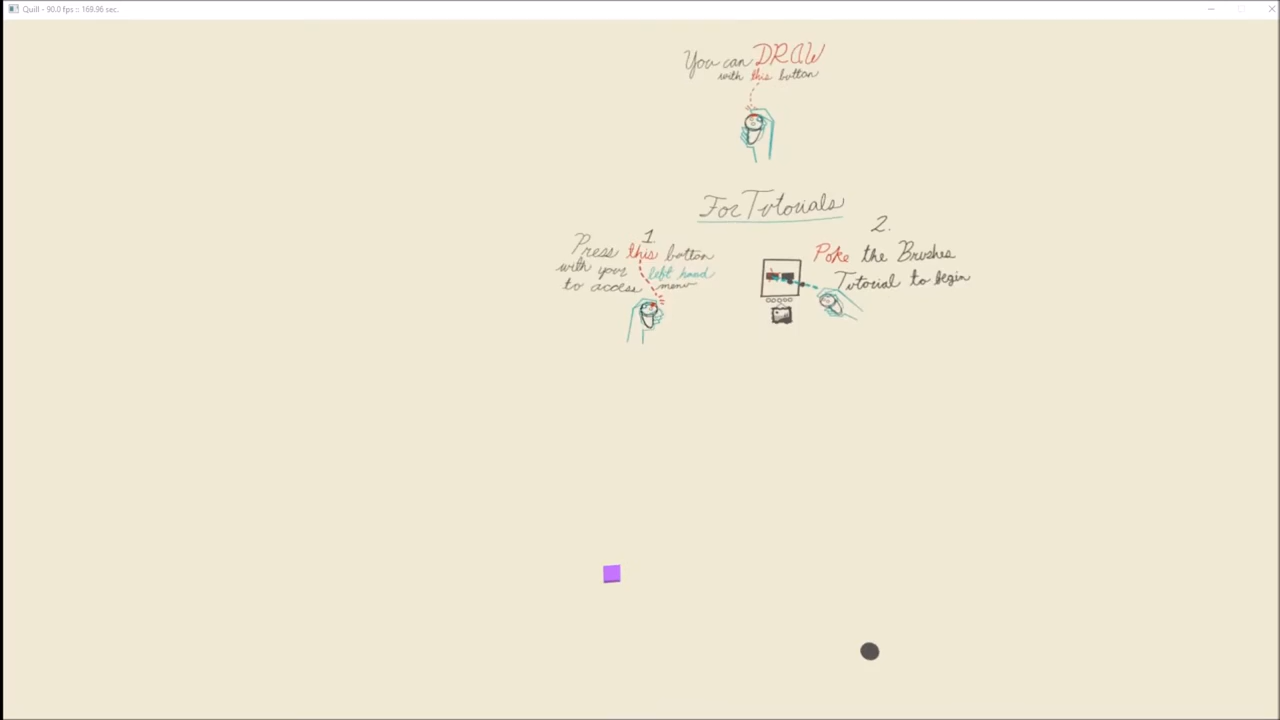 Quill - 90.0 fps :: 169.96 sec.
You can DRAW
with this button
For Tutorials
1.
Press this button
with your left hand
to access menu
2.
Poke the Brushes
Tutorial to begin